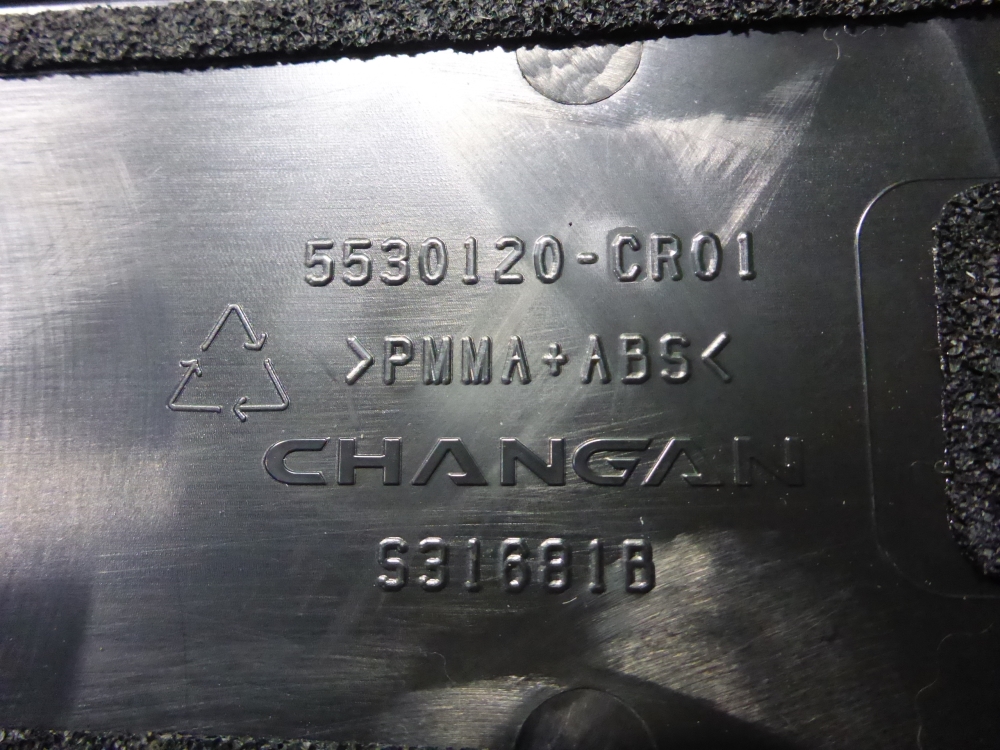 5530120-CR01
>PMMA+ABS<
CHANGAN
S31681B